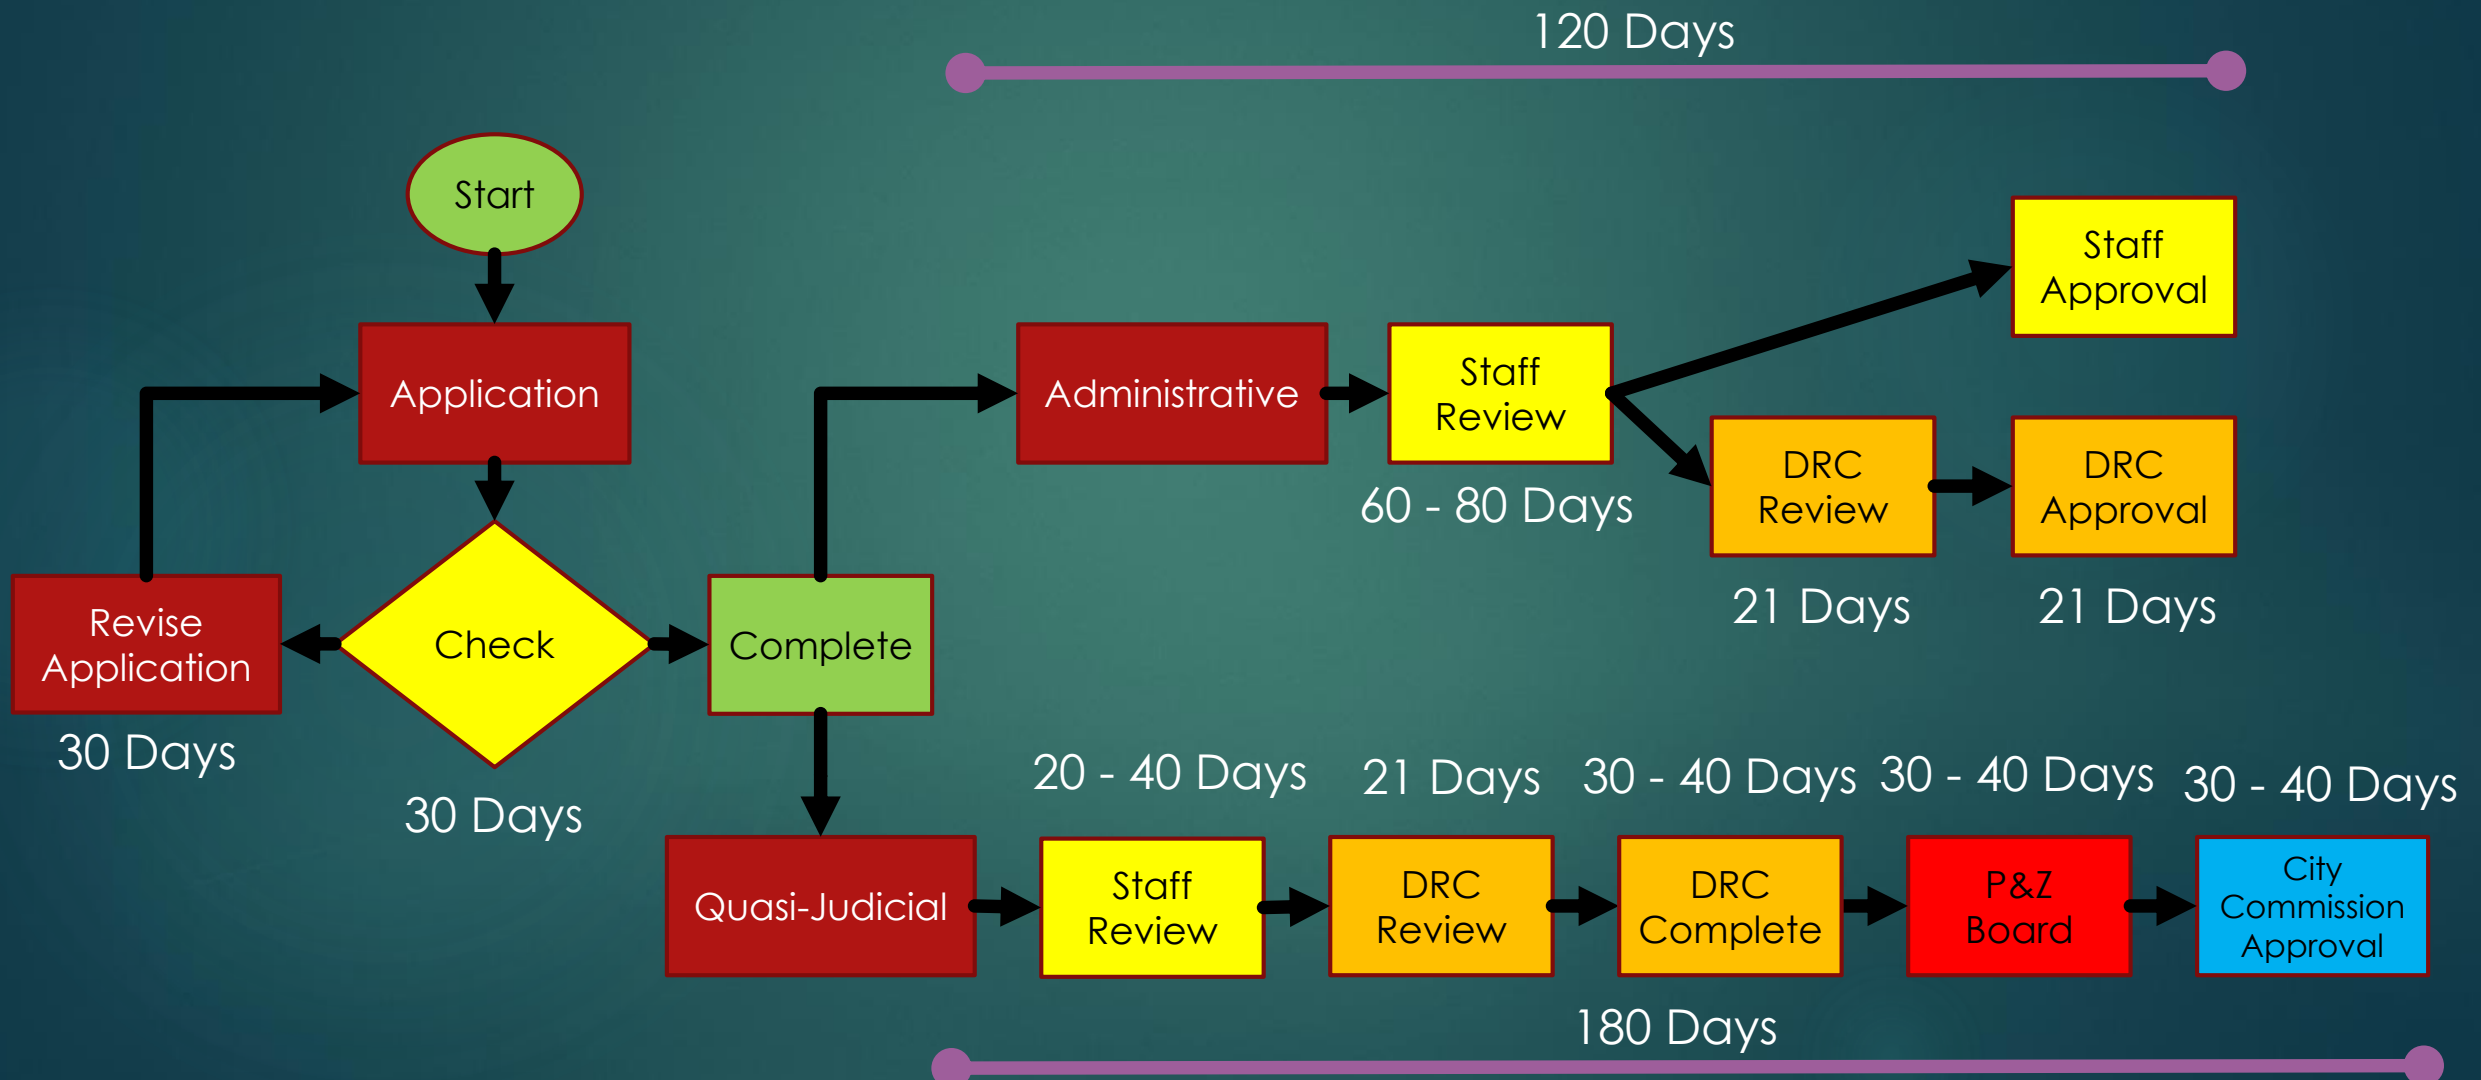 120 Days
Start
Application
Check
30 Days
Revise
Application
30 Days
Complete
Administrative
Staff
Review
60 - 80 Days
Staff
Approval
DRC
Review
21 Days
DRC
Approval
21 Days
Quasi-Judicial
20 - 40 Days
Staff
Review
21 Days
DRC
Review
30 - 40 Days
DRC
Complete
30 - 40 Days
P&Z
Board
30 - 40 Days
City
Commission
Approval
180 Days